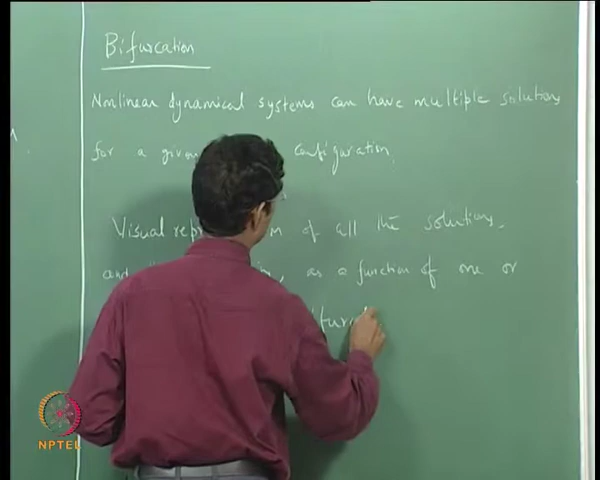 Bifurcation
Nonlinear dynamical systems can have multiple solutions
for a given configuration.
Visual of all the solutions.
as a function of one or
NPTEL